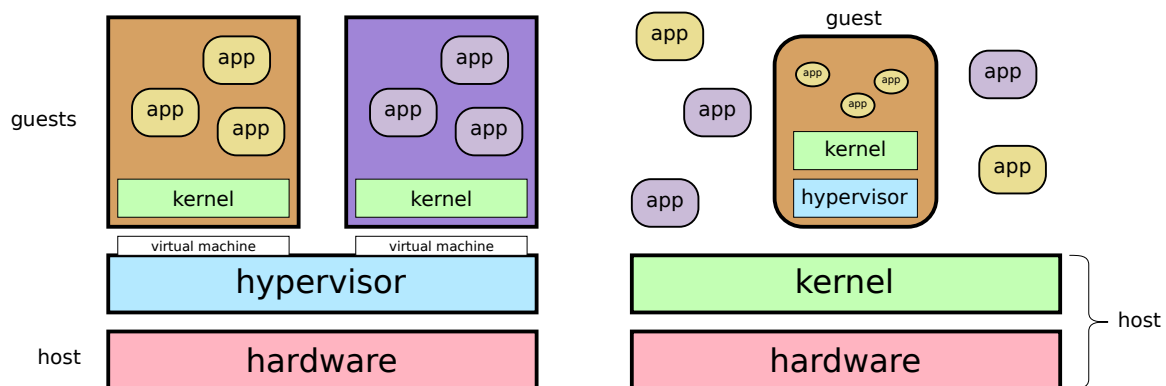 guests
app
app
app
kernel
virtual machine
app
app
app
kernel
virtual machine
hypervisor
host
hardware
guest
app
app
app
app
app
app
kernel
hypervisor
app
app
kernel
hardware
host